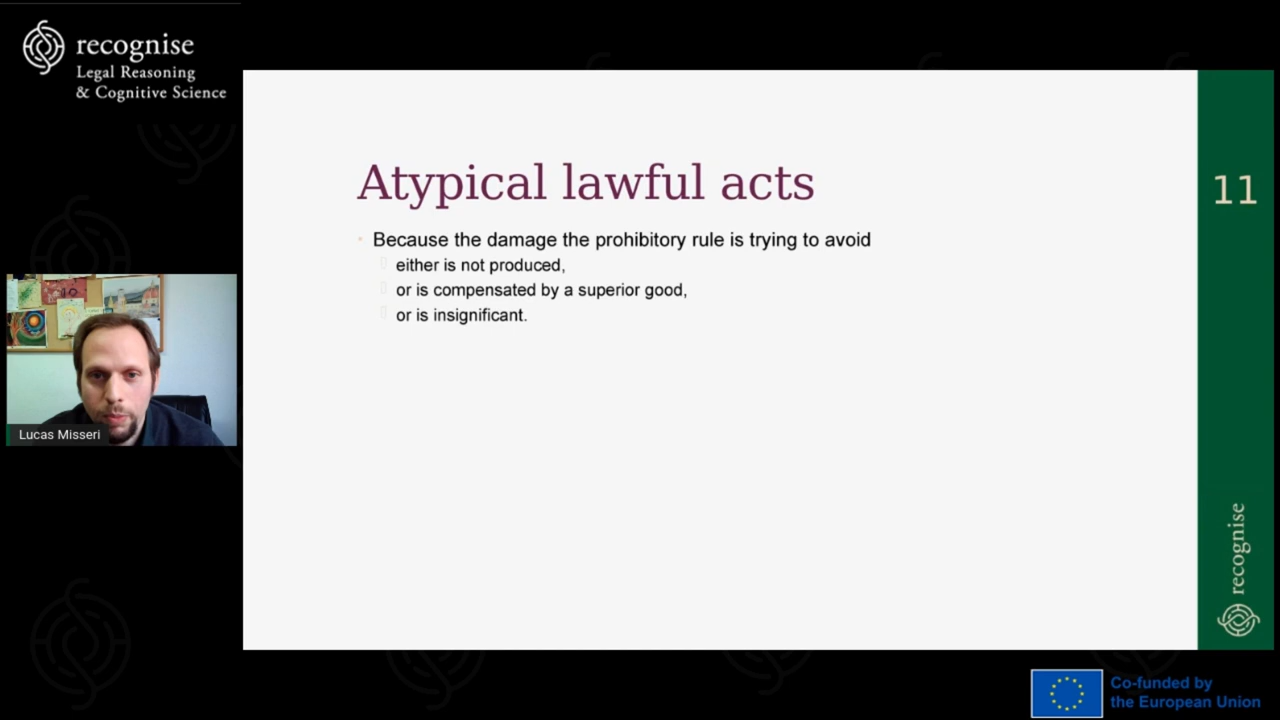 recognise
Legal Reasoning
& Cognitive Science
Atypical lawful acts
11
Because the damage the prohibitory rule is trying to avoid
either is not produced,
or is compensated by a superior good,
or is insignificant.
Lucas Misseri
recognise
Co-funded by
the European Union